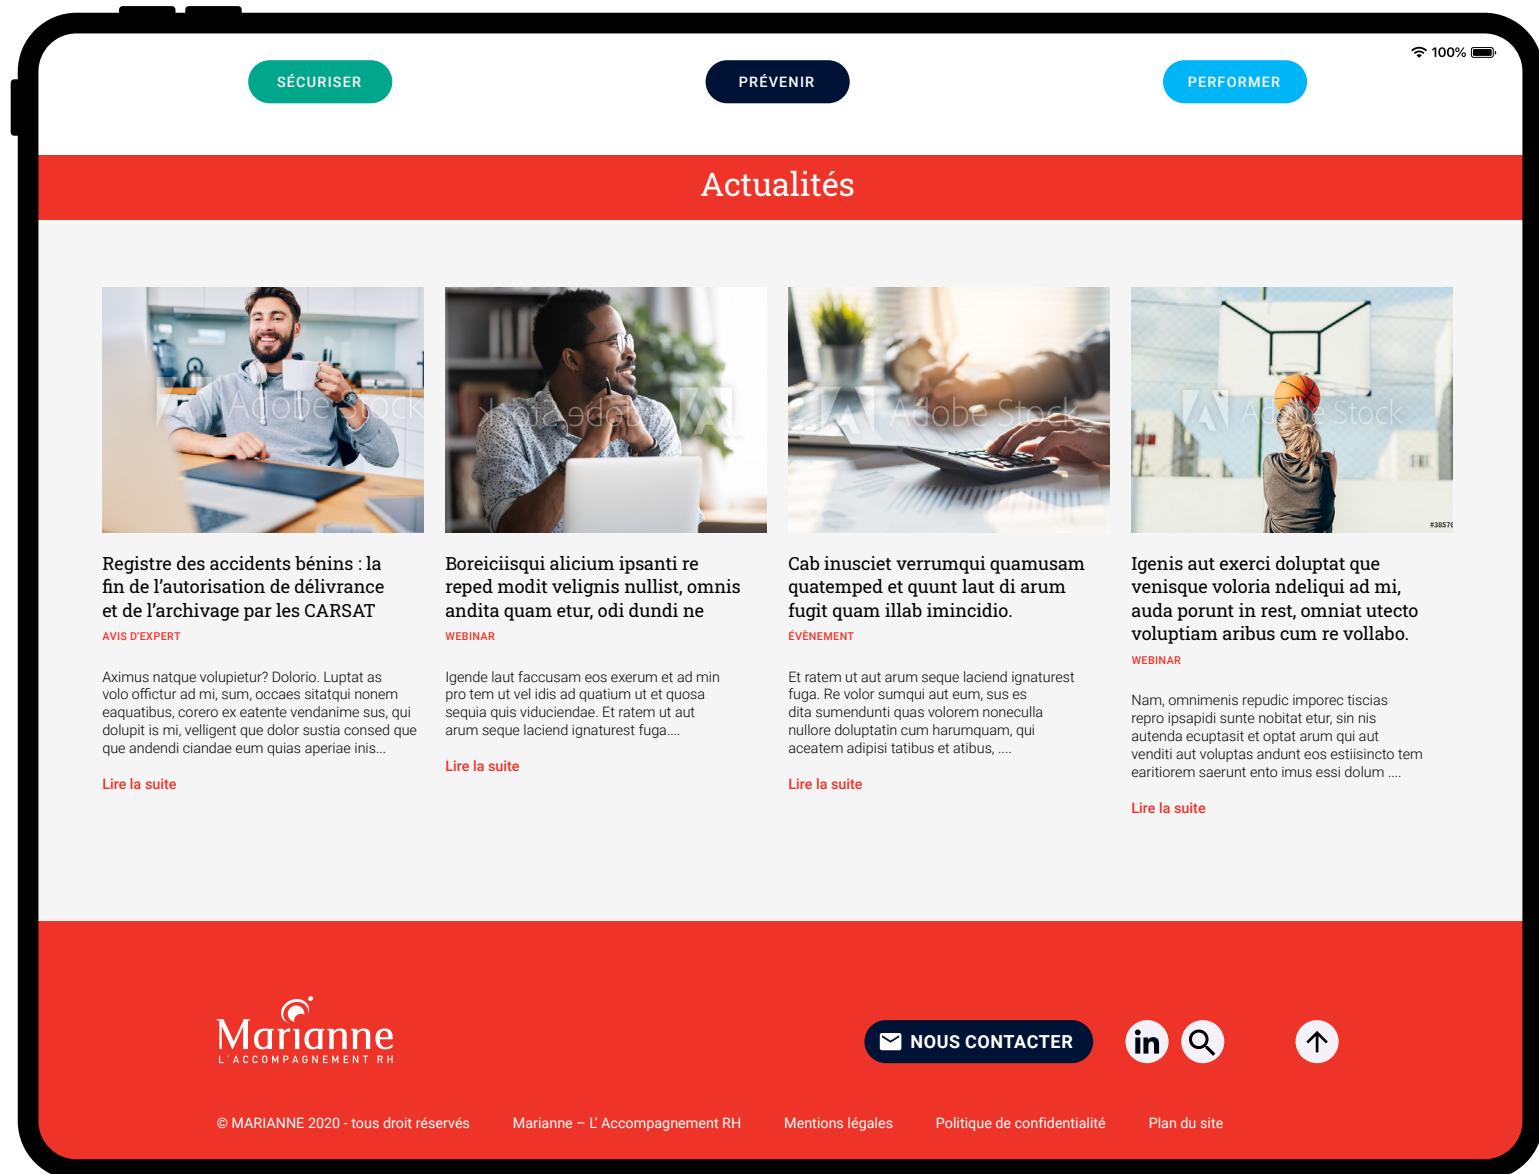 100%
SÉCURISER
PRÉVENIR
PERFORMER
Actualités
Adobe Stock
Adobe Stock
Adobe Stock
Adobe Stock
#38576
Registre des accidents bénins : la
fin de l'autorisation de délivrance
et de l'archivage par les CARSAT
AVIS D'EXPERT
Aximus natque volupietur? Dolorio. Luptat as
volo offictur ad mi, sum, occaes sitatqui nonem
eaquatibus, corero ex eatente vendanime sus, qui
dolupit is mi, velligent que dolor sustia consed que
que andendi ciandae eum quias aperiae inis...
Lire la suite
Boreiciisqui alicium ipsanti re
reped modit velignis nullist, omnis
andita quam etur, odi dundi ne
WEBINAR
Igende laut faccusam eos exerum et ad min
pro tem ut vel idis ad quatium ut et quosa
sequia quis viduciendae. Et ratem ut aut
arum seque laciend ignaturest fuga....
Lire la suite
Cab inusciet verrumqui quamusam
quatemped et quunt laut di arum
fugit quam illab imincidio.
ÉVÈNEMENT
Et ratem ut aut arum seque laciend ignaturest
fuga. Re volor sumqui aut eum, sus es
dita sumendunti quas volorem noneculla
nullore doluptatin cum harumquam, qui
aceatem adipisi tatibus et atibus, ....
Lire la suite
Igenis aut exerci doluptat que
venisque voloria ndeliqui ad mi,
auda porunt in rest, omniat utecto
voluptiam aribus cum re vollabo.
WEBINAR
Nam, omnimenis repudic imporec tiscias
repro ipsapidi sunte nobitat etur, sin nis
autenda ecuptasit et optat arum qui aut
venditi aut voluptas andunt eos estiisincto tem
earitiorem saerunt ento imus essi dolum ....
Lire la suite
Marianne
L'ACCOMPAGNEMENT RH
NOUS CONTACTER
in
© MARIANNE 2020 - tous droit réservés
Marianne – L' Accompagnement RH
Mentions légales
Politique de confidentialité
Plan du site